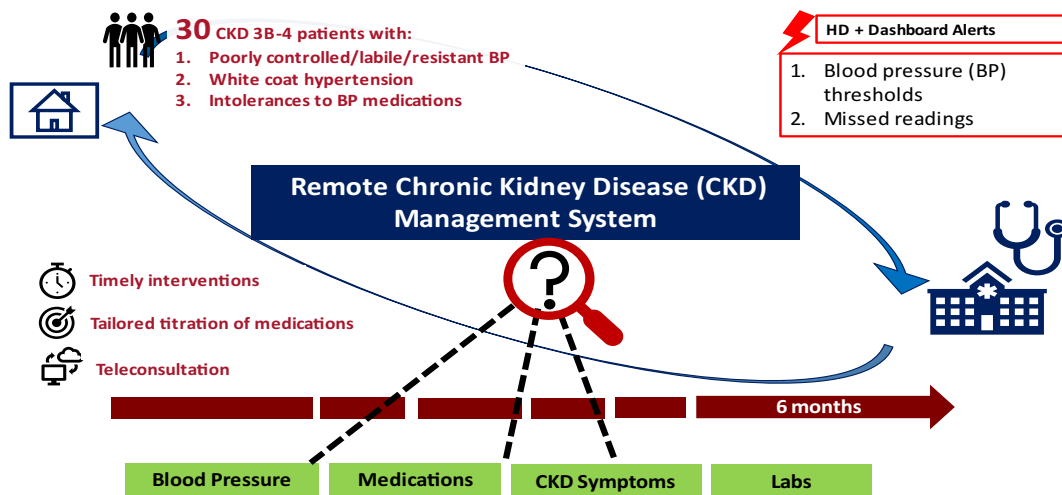 30 CKD 3B-4 patients with:
1. Poorly controlled/labile/resistant BP
2. White coat hypertension
3. Intolerances to BP medications
HD + Dashboard Alerts
1. Blood pressure (BP)
thresholds
2. Missed readings
Remote Chronic Kidney Disease (CKD)
Management System
?
Timely interventions
Tailored titration of medications
Teleconsultation
6 months
Blood Pressure
Medications
CKD Symptoms
Labs